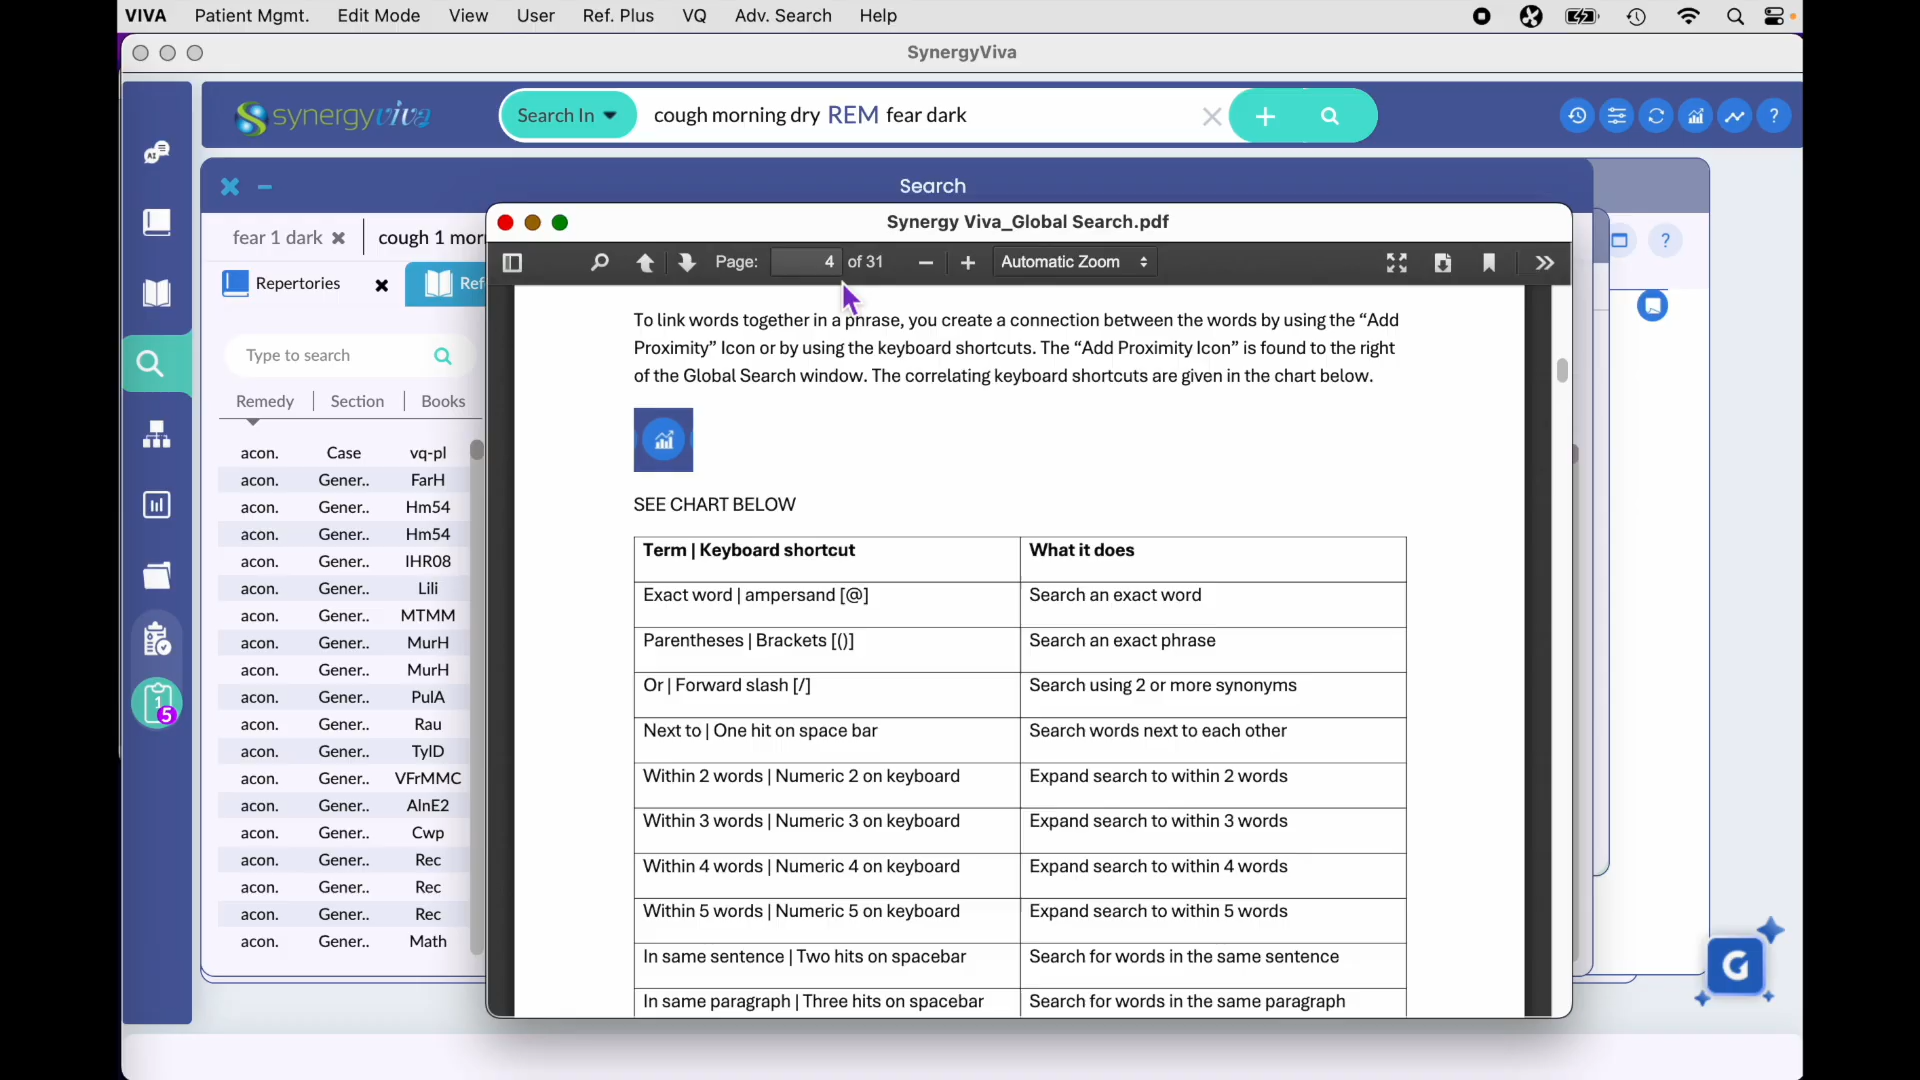 VIVA Patient Mgmt. Edit Mode View User Ref. Plus VQ Adv. Search Help
SynergyViva
synergyviva Search In cough morning dry REM fear dark
Search
fear 1 dark cough 1 mor
Repertories Ref
Type to search
Remedy Section Books
acon. Case vq-pl
acon. Gener.. FarH
acon. Gener.. Hm54
acon. Gener.. Hm54
acon. Gener.. IHR08
acon. Gener.. Lili
acon. Gener.. MTMM
acon. Gener.. MurH
acon. Gener.. MurH
acon. Gener.. PulA
acon. Gener.. Rau
acon. Gener.. TylD
acon. Gener.. VFrMMC
acon. Gener.. AlnE2
acon. Gener.. Cwp
acon. Gener.. Rec
acon. Gener.. Rec
acon. Gener.. Rec
acon. Gener.. Math
AI
1
5
Synergy Viva_Global Search.pdf
Page: 4 of 31 Automatic Zoom
To link words together in a phrase, you create a connection between the words by using the “Add
Proximity” Icon or by using the keyboard shortcuts. The “Add Proximity Icon” is found to the right
of the Global Search window. The correlating keyboard shortcuts are given in the chart below.
SEE CHART BELOW
Term | Keyboard shortcut What it does
Exact word | ampersand [@] Search an exact word
Parentheses | Brackets [()] Search an exact phrase
Or | Forward slash [/] Search using 2 or more synonyms
Next to | One hit on space bar Search words next to each other
Within 2 words | Numeric 2 on keyboard Expand search to within 2 words
Within 3 words | Numeric 3 on keyboard Expand search to within 3 words
Within 4 words | Numeric 4 on keyboard Expand search to within 4 words
Within 5 words | Numeric 5 on keyboard Expand search to within 5 words
In same sentence | Two hits on spacebar Search for words in the same sentence
In same paragraph | Three hits on spacebar Search for words in the same paragraph
G